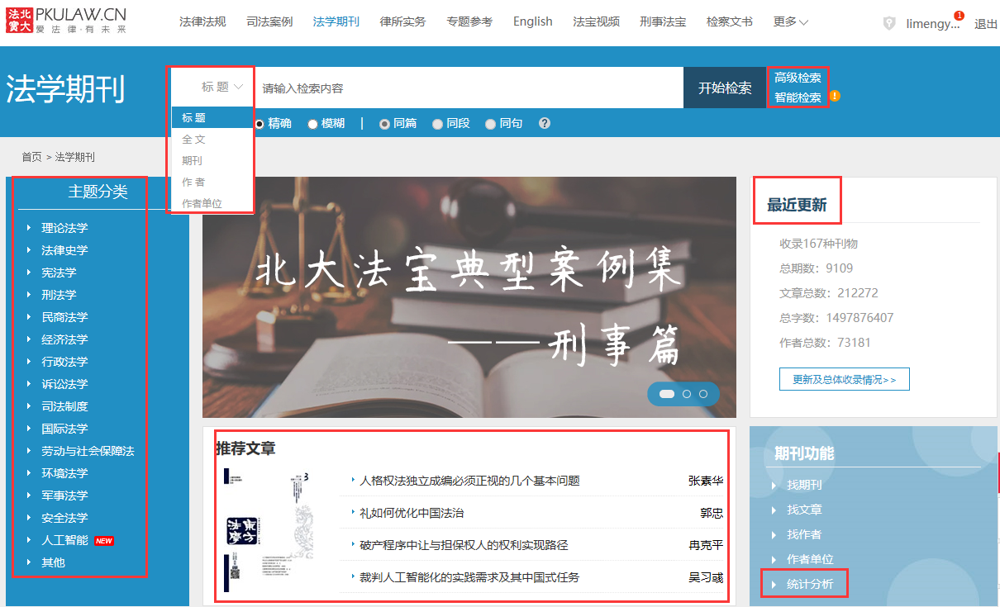 法北
寶大
PKULAW.CN
爱法律·有未来
法律法规 司法案例 法学期刊 律所实务 专题参考 English 法宝视频 刑事法宝 检察文书 更多
1
limengy... 退出
法学期刊
标 题
请输入检索内容
开始检索
高级检索
智能检索
!
标 题
全 文
期刊
作 者
作者单位
精确 模糊 | 同篇 同段 同句 ?
首页 > 法学期刊
主题分类
理论法学
法律史学
宪法学
刑法学
民商法学
经济法学
行政法学
诉讼法学
司法制度
国际法学
劳动与社会保障法
环境法学
军事法学
安全法学
人工智能 NEW
其他
北大法宝典型案例集
——刑事篇
最近更新
收录167种刊物
总期数：9109
文章总数：212272
总字数：1497876407
作者总数：73181
更新及总体收录情况>>
推荐文章
3
東方
法學
人格权法独立成编必须正视的几个基本问题 张素华
礼如何优化中国法治 郭忠
破产程序中让与担保权人的权利实现路径 冉克平
裁判人工智能化的实践需求及其中国式任务 吴习彧
期刊功能
找期刊
找文章
找作者
作者单位
统计分析